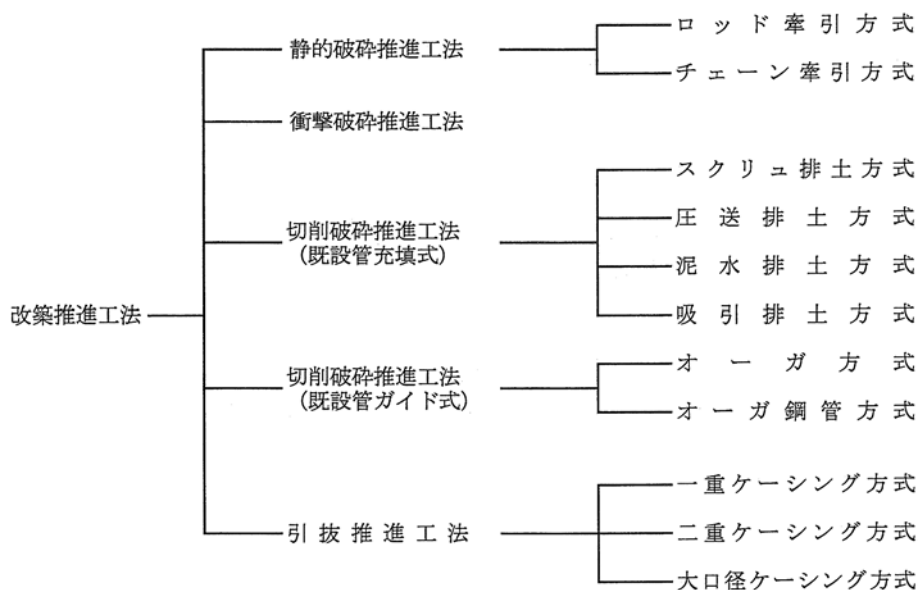 ロッド牽引方式
静的破砕推進工法
チェーン牽引方式
衝撃破砕推進工法
スクリュ排土方式
圧送排土方式
切削破砕推進工法
(既設管充填式)
泥水排土方式
吸引排土方式
改築推進工法
オーガ方式
切削破砕推進工法
(既設管ガイド式)
オーガ鋼管方式
一重ケーシング方式
引抜推進工法
二重ケーシング方式
大口径ケーシング方式